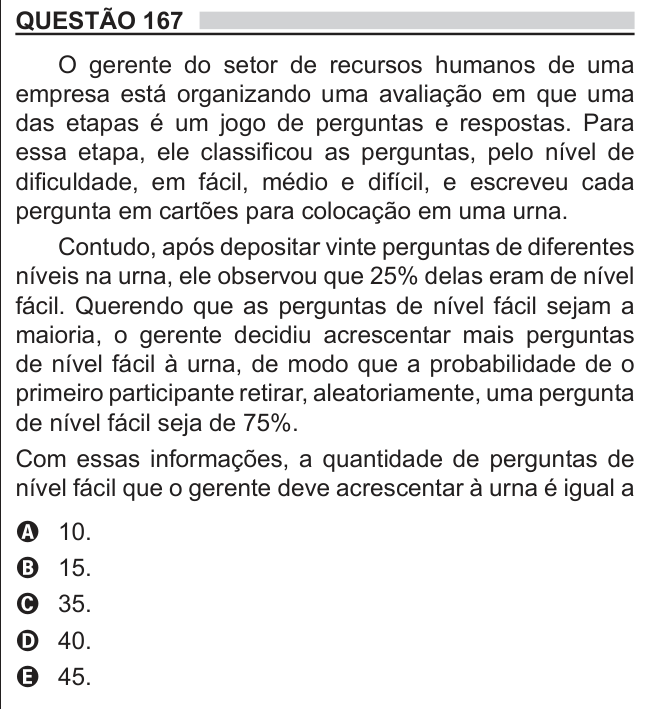 QUESTÃO 167
O gerente do setor de recursos humanos de uma
empresa está organizando uma avaliação em que uma
das etapas é um jogo de perguntas e respostas. Para
essa etapa, ele classificou as perguntas, pelo nível de
dificuldade, em fácil, médio e difícil, e escreveu cada
pergunta em cartões para colocação em uma urna.
Contudo, após depositar vinte perguntas de diferentes
níveis na urna, ele observou que 25% delas eram de nível
fácil. Querendo que as perguntas de nível fácil sejam a
maioria, o gerente decidiu acrescentar mais perguntas
de nível fácil à urna, de modo que a probabilidade de o
primeiro participante retirar, aleatoriamente, uma pergunta
de nível fácil seja de 75%.
Com essas informações, a quantidade de perguntas de
nível fácil que o gerente deve acrescentar à urna é igual a
A 10.
B 15.
C 35.
D 40.
E 45.